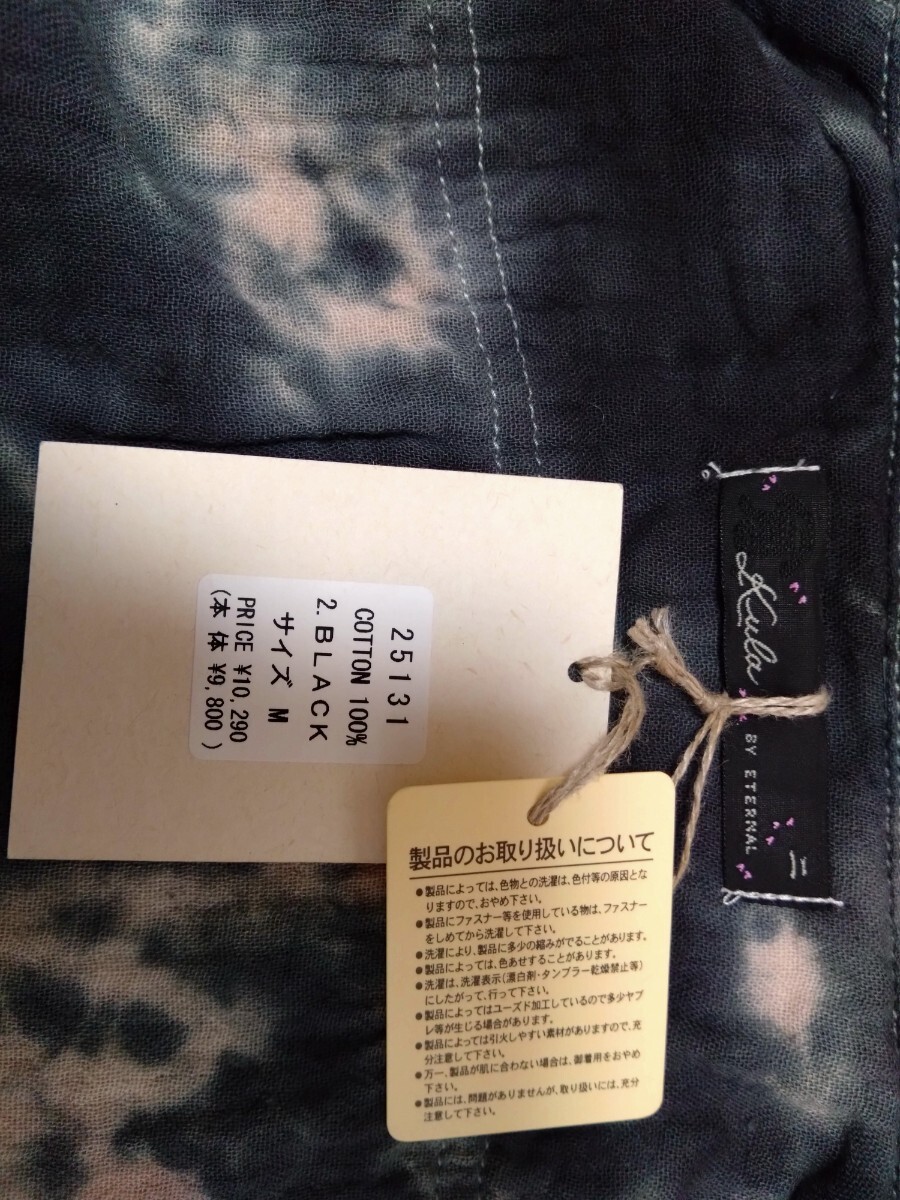 25131
COTTON 100%
2.BLACK
サイズ M
PRICE ¥10,290
(本 体 ¥9,800 )
Kula
BY ETERNAL
製品のお取り扱いについて
●製品によっては、色物との洗濯は、色付等の原因とな
りますので、おやめ下さい。
●製品にファスナー等を使用している物は、ファスナー
をしめてから洗濯して下さい。
●洗濯により、製品に多少の縮みがでることがあります。
●製品によっては、色あせすることがあります。
●洗濯は、洗濯表示(漂白剤・タンブラー乾燥禁止等)
にしたがって、行って下さい。
●製品によってはユーズド加工しているので多少ヤブ
レ等が生じる場合があります。
●製品によっては引火しやすい素材がありますので、充
分注意して下さい。
●万一、製品が肌に合わない場合は、御着用をおやめ
下さい。
●製品には、問題がありませんが、取り扱いには、充分
注意して下さい。